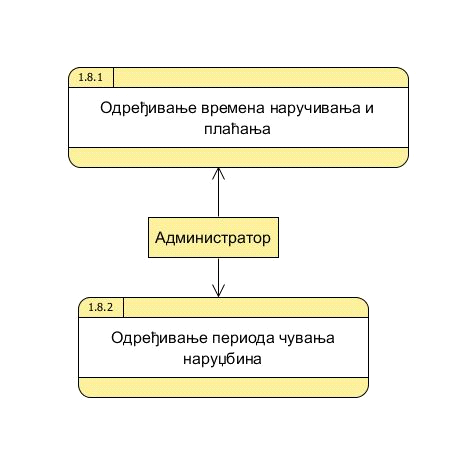 1.8.1
Одређивање времена наручивања и
плаћања
Администратор
1.8.2
Одређивање периода чувања
наруџбина